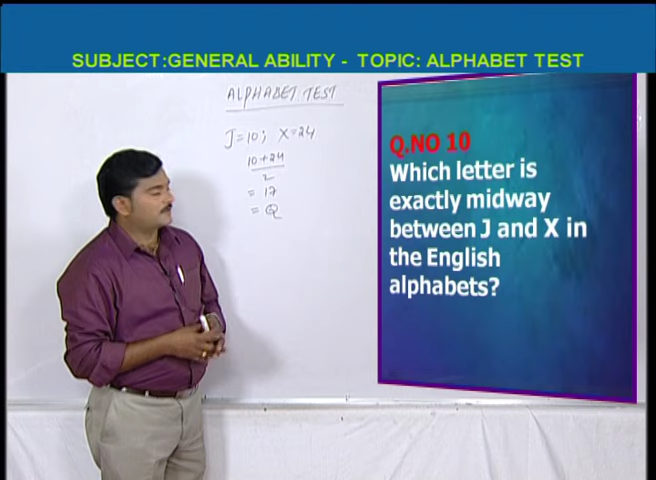 SUBJECT:GENERAL ABILITY - TOPIC: ALPHABET TEST
ALPHABET TEST
J=10; X=24
10+24
2
= 17
= Q
Q.NO 10
Which letter is
exactly midway
between J and X in
the English
alphabets?